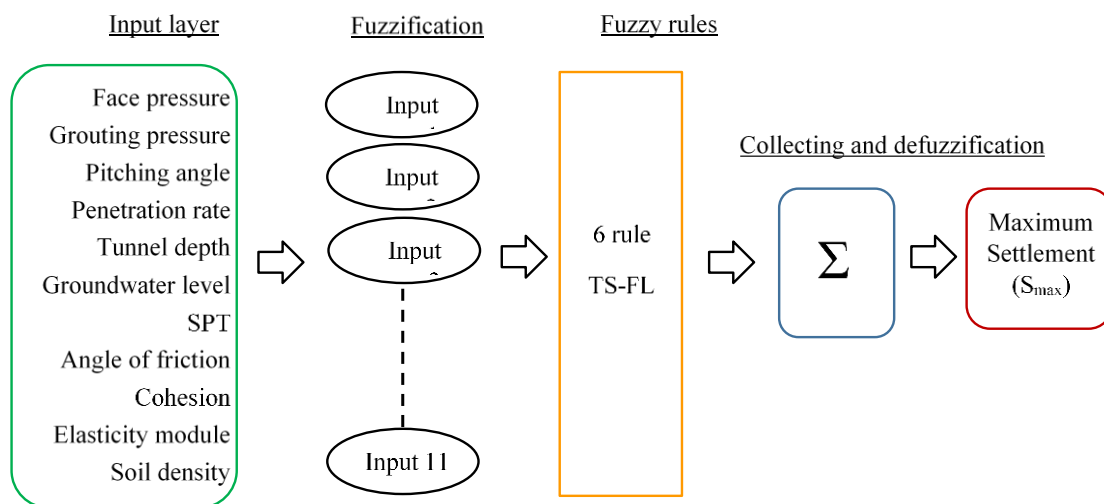 Input layer
Fuzzification
Fuzzy rules
Face pressure
Grouting pressure
Pitching angle
Penetration rate
Tunnel depth
Groundwater level
SPT
Angle of friction
Cohesion
Elasticity module
Soil density
Input
Input
Input
Input 11
6 rule
TS-FL
Collecting and defuzzification
Σ
Maximum
Settlement
(Smax)